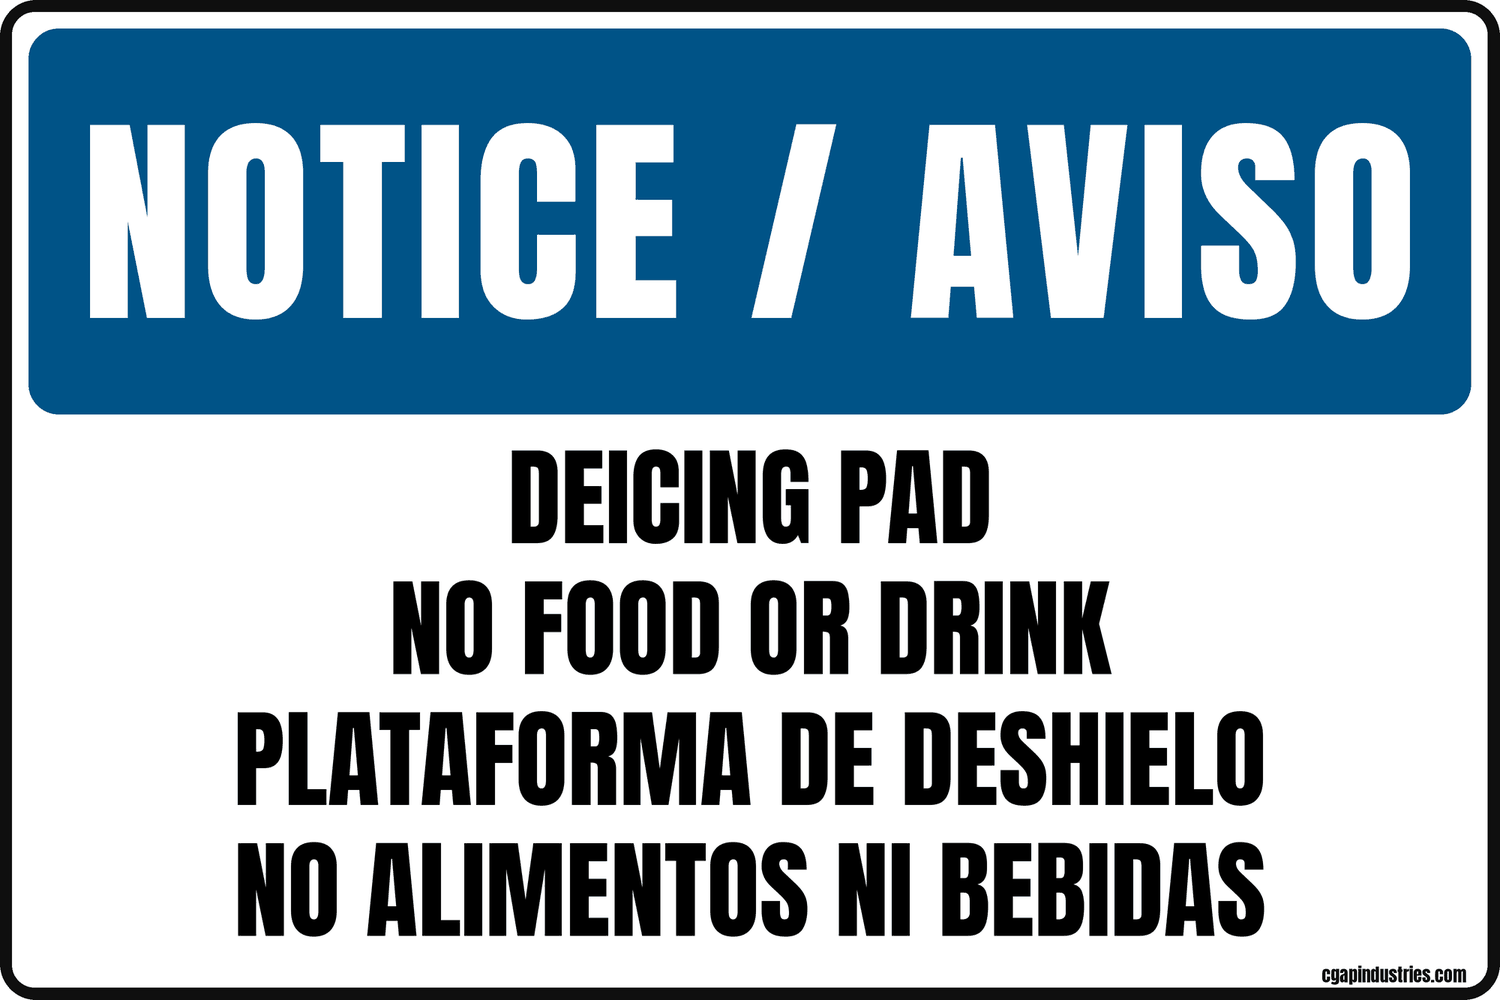 NOTICE / AVISO
DEICING PAD
NO FOOD OR DRINK
PLATAFORMA DE DESHIELO
NO ALIMENTOS NI BEBIDAS
cgapindustries.com